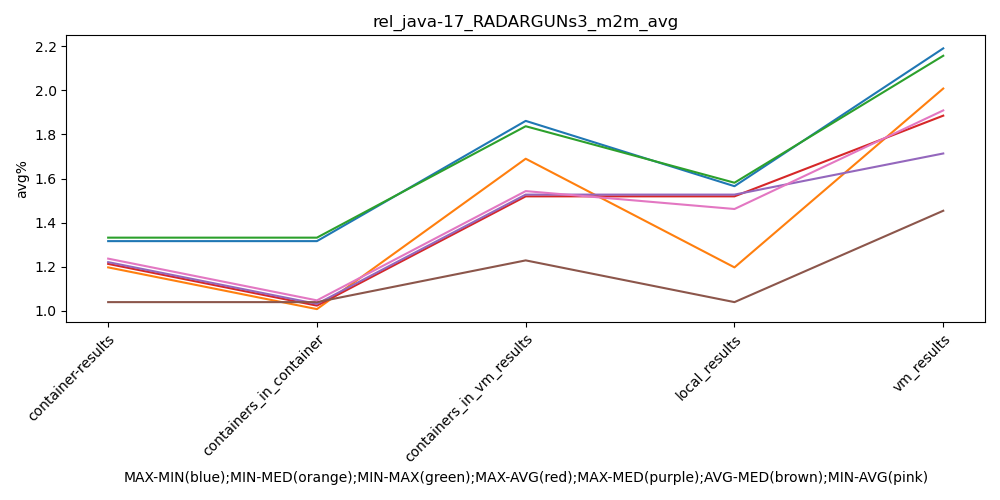 rel_java-17_RADARGUNs3_m2m_avg
avg%
2.2
2.0
1.8
1.6
1.4
1.2
1.0
container-results
containers_in_container
containers_in_vm_results
local_results
vm_results
MAX-MIN(blue);MIN-MED(orange);MIN-MAX(green);MAX-AVG(red);MAX-MED(purple);AVG-MED(brown);MIN-AVG(pink)